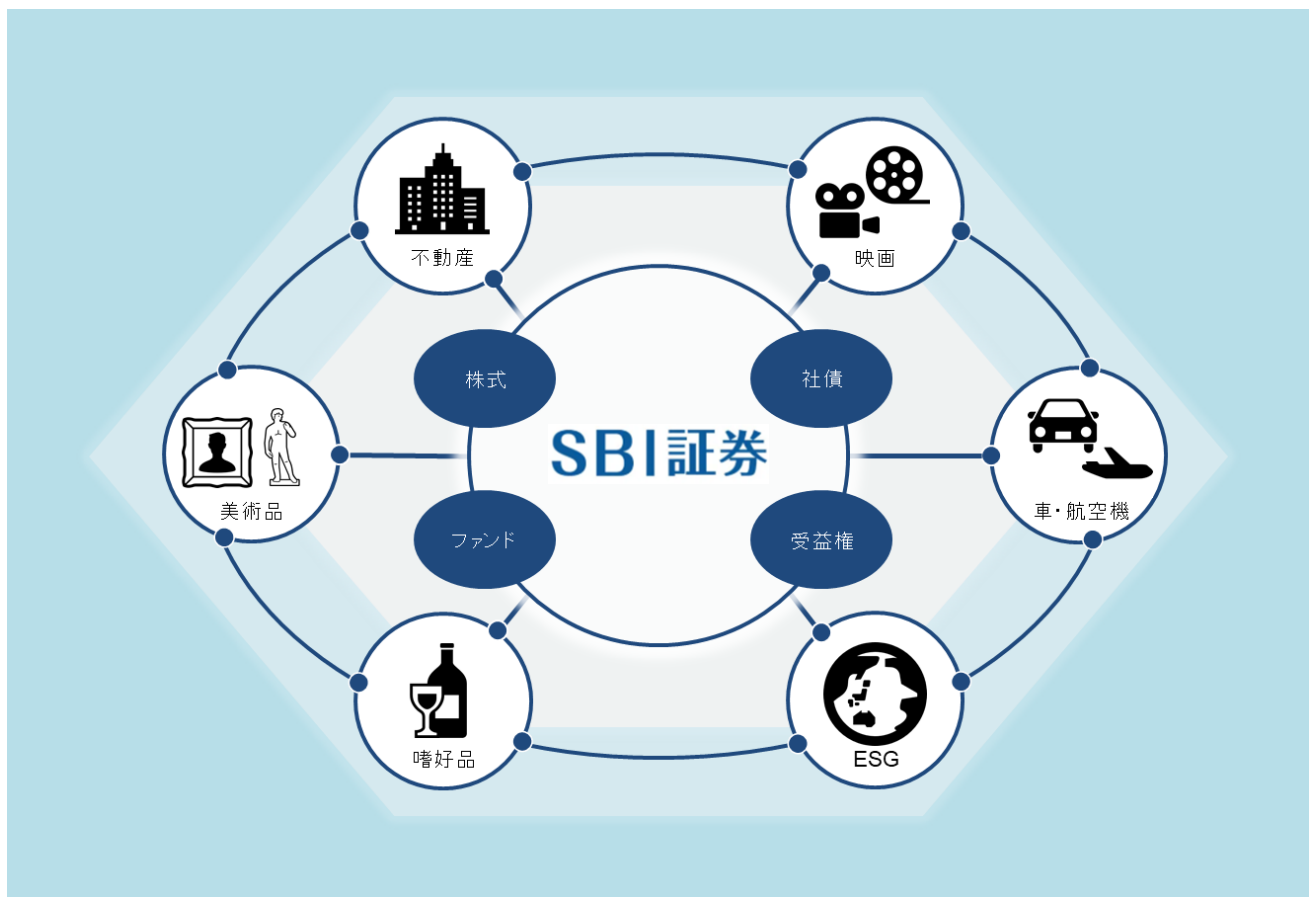 不動産
映画
株式
社債
SBI証券
美術品
車・航空機
ファンド
受益権
嗜好品
ESG